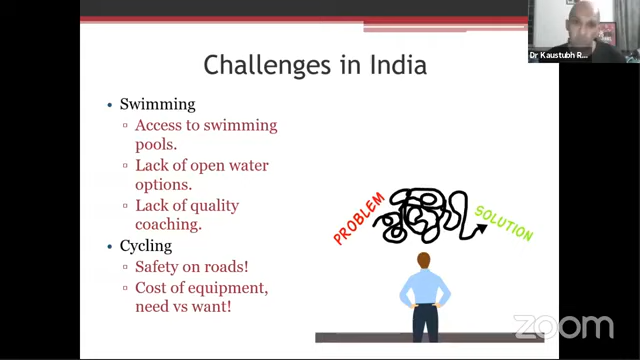 Dr Kaustubh R...
Challenges in India
• Swimming
▫ Access to swimming
pools.
▫ Lack of open water
options.
▫ Lack of quality
coaching.
• Cycling
▫ Safety on roads!
▫ Cost of equipment,
need vs want!
PROBLEM
SOLUTION
zoom